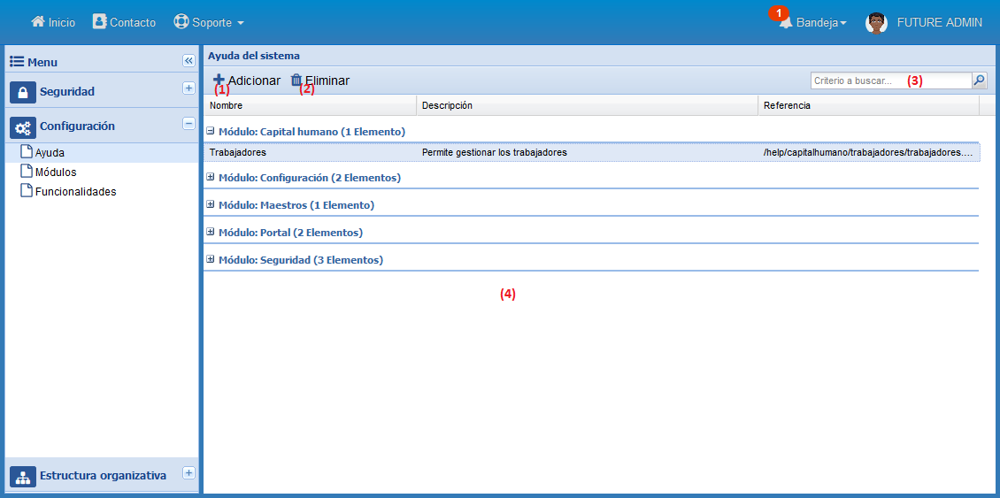 Inicio Contacto Soporte 1 Bandeja FUTURE ADMIN
Menu
Seguridad
Configuración
Ayuda
Módulos
Funcionalidades
Estructura organizativa
Ayuda del sistema
Adicionar Eliminar Criterio a buscar... (3)
(1) (2)
Nombre Descripción Referencia
Módulo: Capital humano (1 Elemento)
Trabajadores Permite gestionar los trabajadores /help/capitalhumano/trabajadores/trabajadores....
Módulo: Configuración (2 Elementos)
Módulo: Maestros (1 Elemento)
Módulo: Portal (2 Elementos)
Módulo: Seguridad (3 Elementos)
(4)